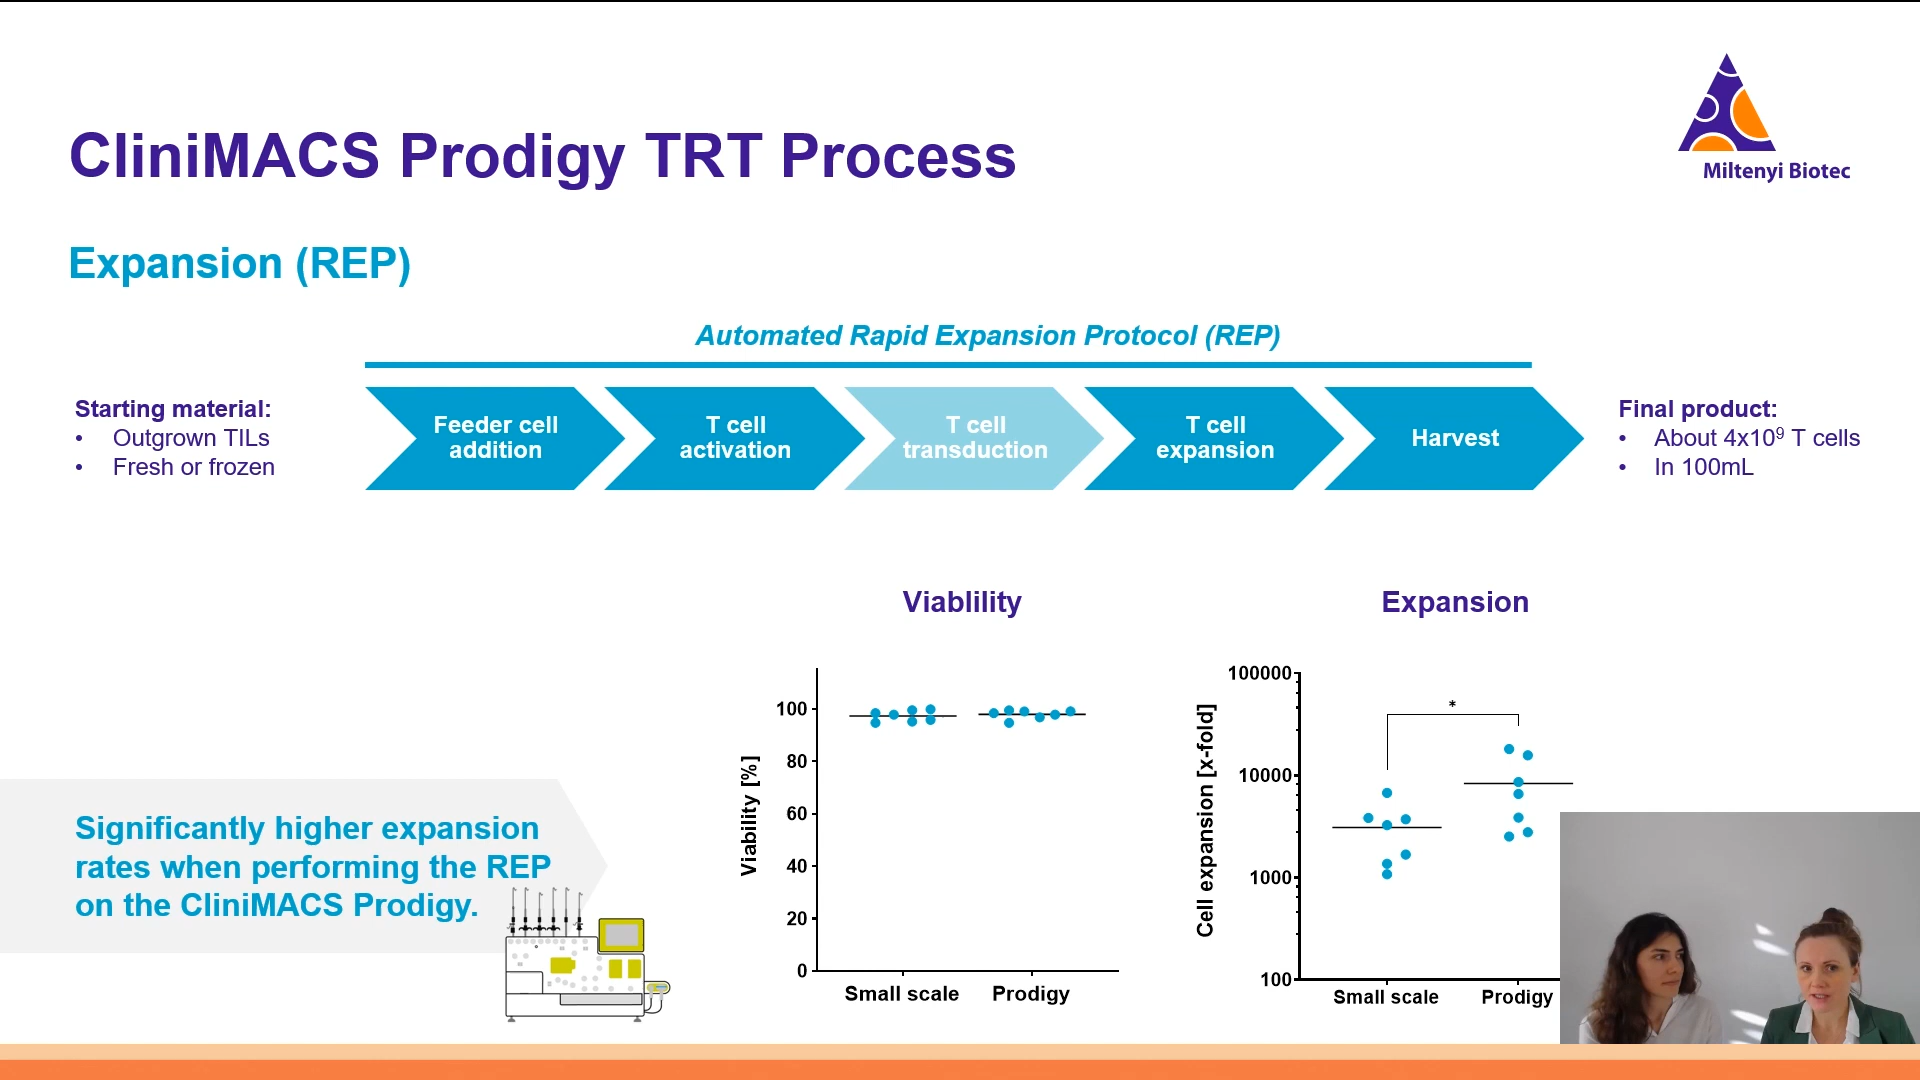 CliniMACS Prodigy TRT Process
Miltenyi Biotec
Expansion (REP)
Automated Rapid Expansion Protocol (REP)
Starting material:
• Outgrown TILs
• Fresh or frozen
Feeder cell
addition
T cell
activation
T cell
transduction
T cell
expansion
Harvest
Final product:
• About 4x10⁹ T cells
• In 100mL
Significantly higher expansion
rates when performing the REP
on the CliniMACS Prodigy.
Viablility
Viability [%]
100
80
60
40
20
0
Small scale
Prodigy
Expansion
Cell expansion [x-fold]
100000
10000
1000
100
*
Small scale
Prodigy